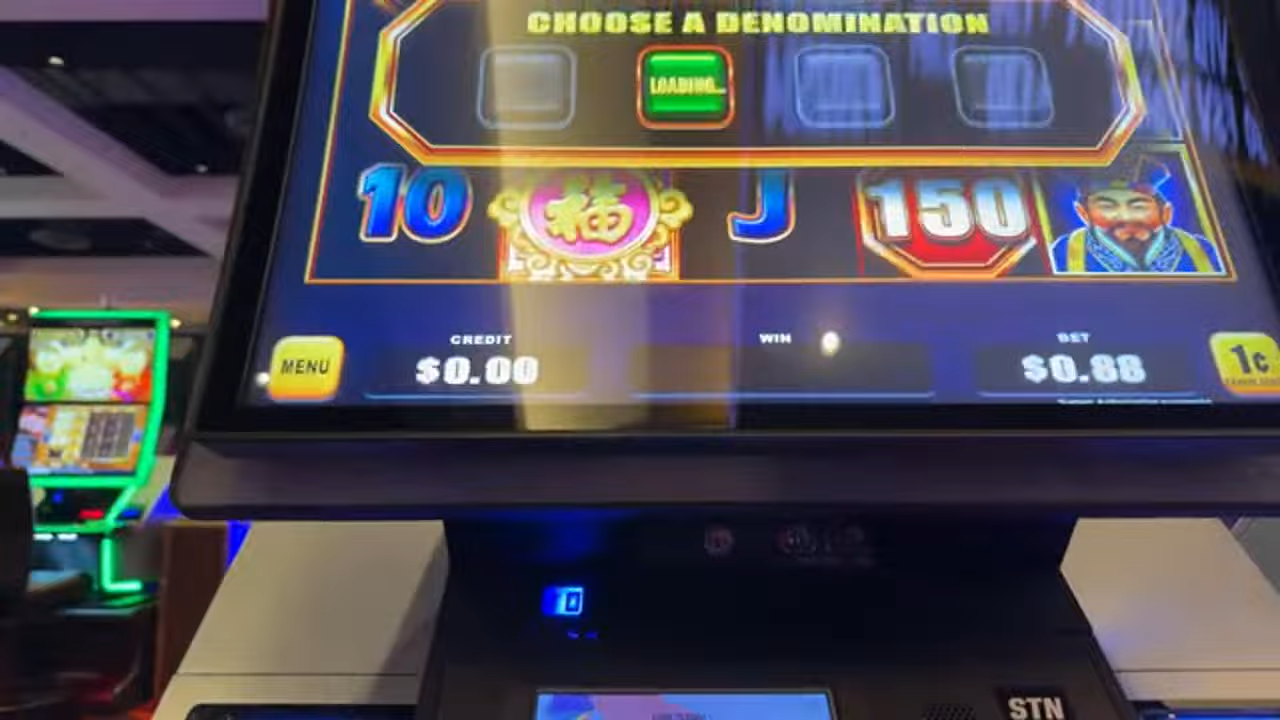 CHOOSE A DENOMINATION
LOADING...
10
福
J
150
MENU
CREDIT
$0.00
WIN
BET
$0.88
1¢
STN